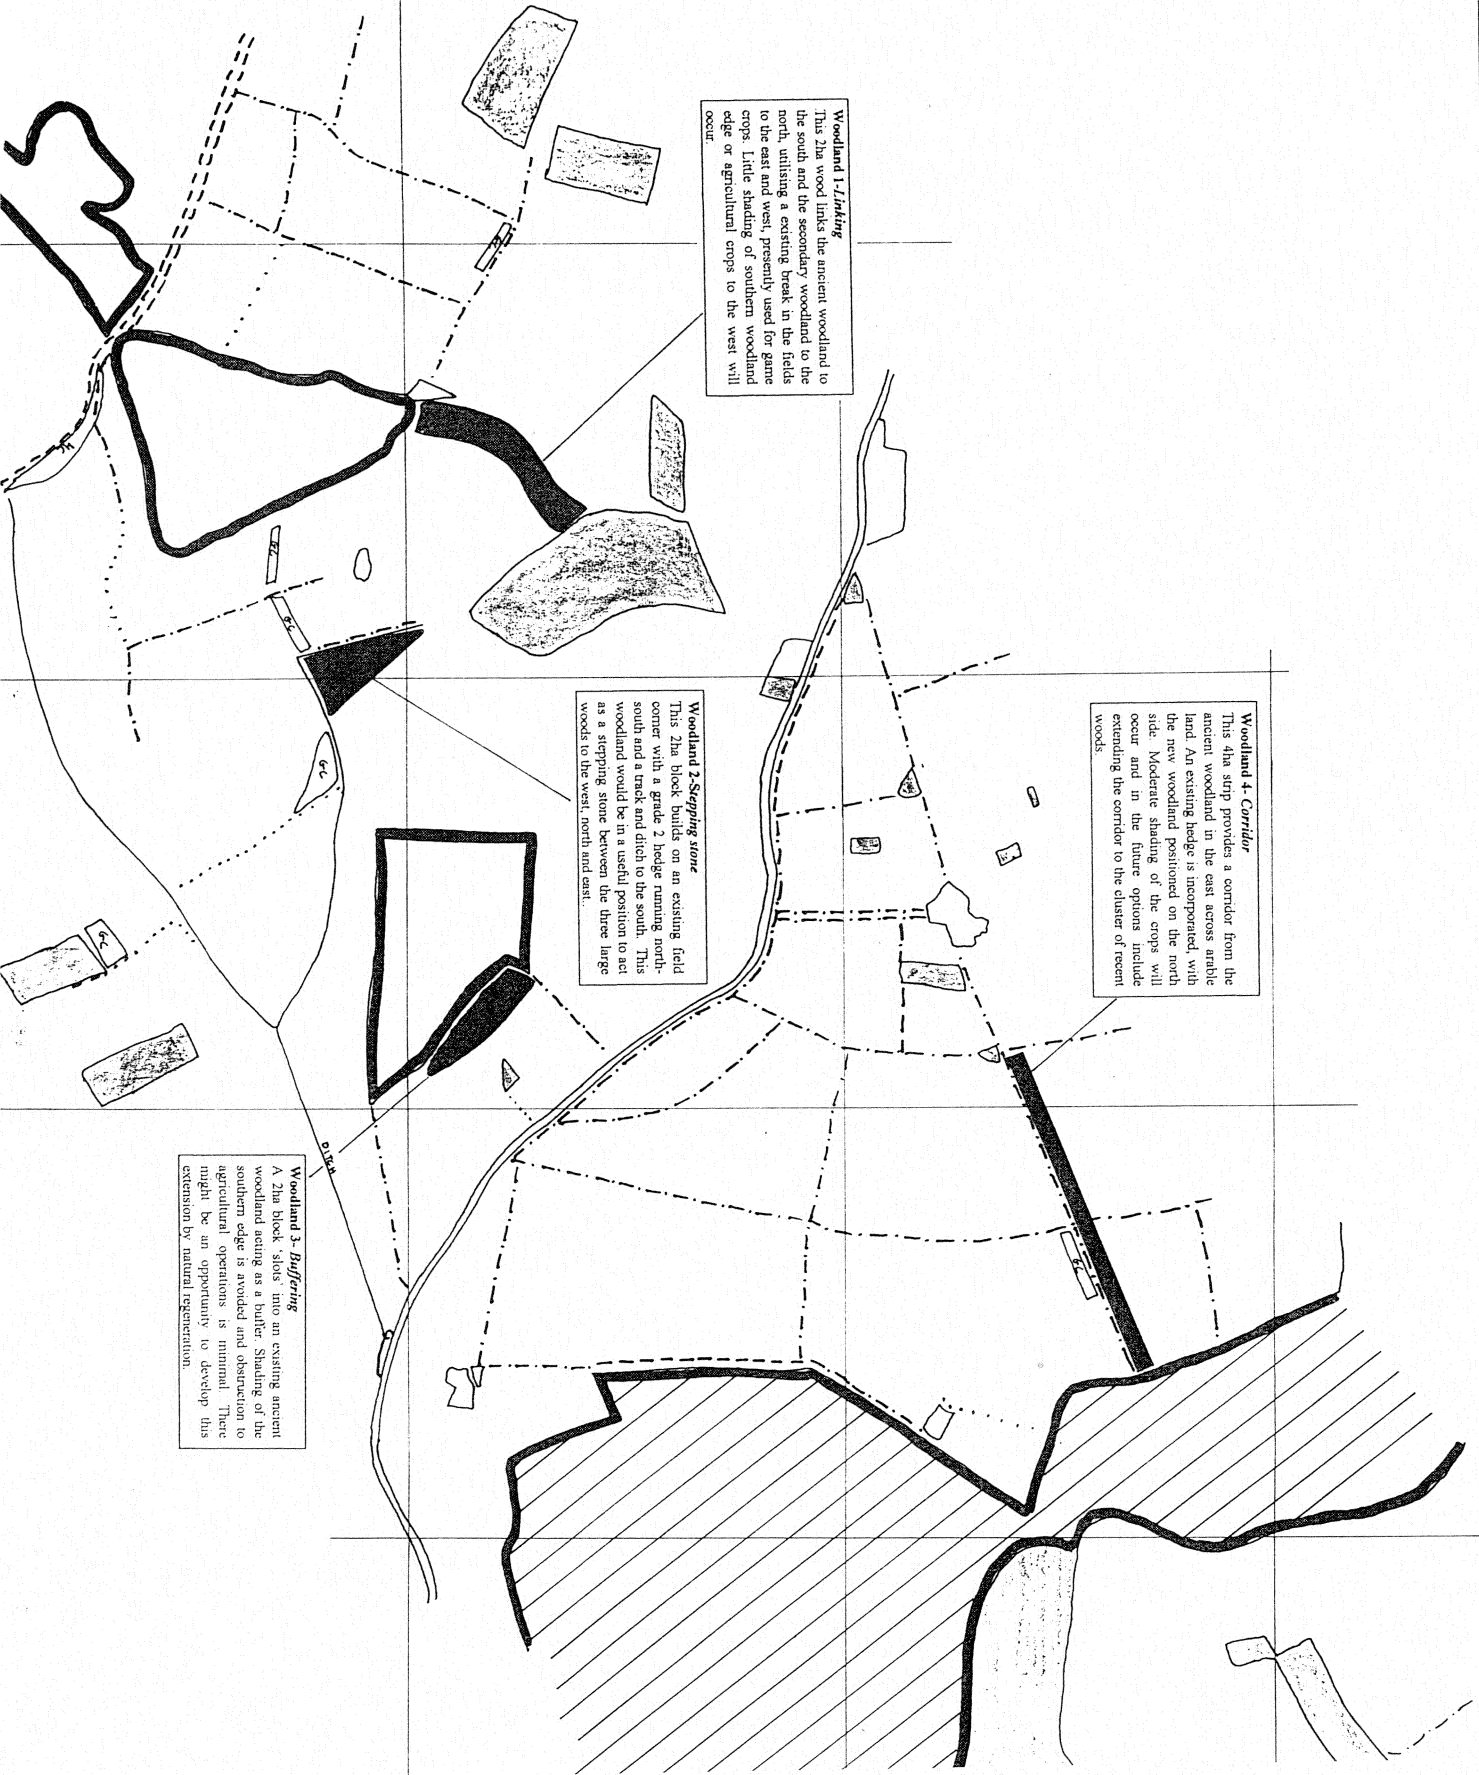 Woodland 1-Linking
This 2ha wood links the ancient woodland to
the south and the secondary woodland to the
north, utilising a existing break in the fields
to the east and west, presently used for game
crops. Little shading of southern woodland
edge or agricultural crops to the west will
occur.
Woodland 4- Corridor
This 4ha strip provides a corridor from the
ancient woodland in the east across arable
land. An existing hedge is incorporated, with
the new woodland positioned on the north
side. Moderate shading of the crops will
occur and in the future options include
extending the corridor to the cluster of recent
woods.
Woodland 2-Stepping stone
This 2ha block builds on an existing field
corner with a grade 2 hedge running north-
south and a track and ditch to the south. This
woodland would be in a useful position to act
as a stepping stone between the three large
woods to the west, north and east.
Woodland 3- Buffering
A 2ha block 'slots' into an existing ancient
woodland acting as a buffer. Shading of the
southern edge is avoided and obstruction to
agricultural operations is minimal. There
might be an opportunity to develop this
extension by natural regeneration.
GC
GC
GC
GC
GC
DITCH